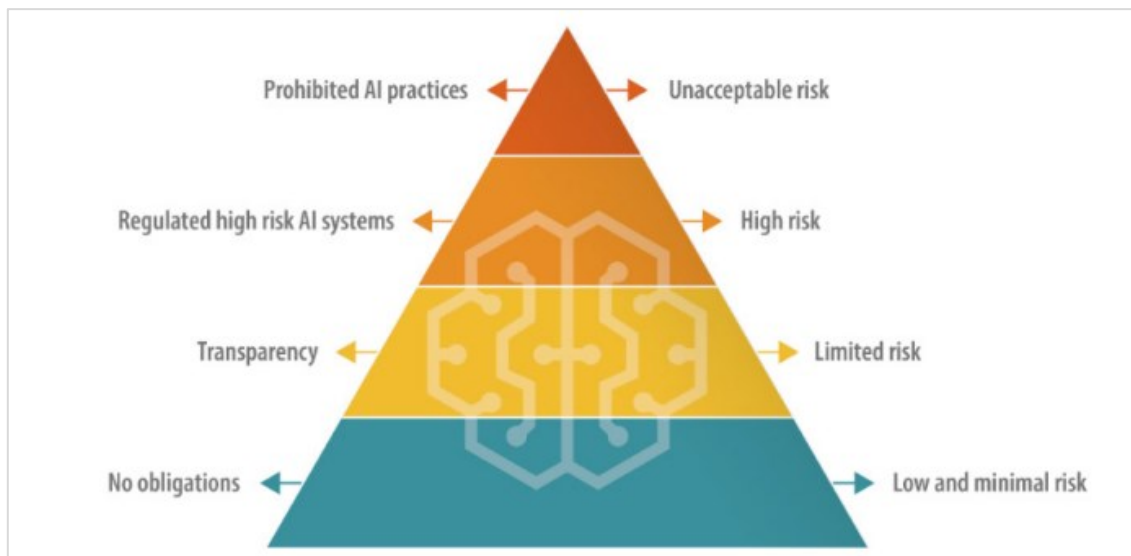 Prohibited AI practices
Unacceptable risk
Regulated high risk AI systems
High risk
Transparency
Limited risk
No obligations
Low and minimal risk